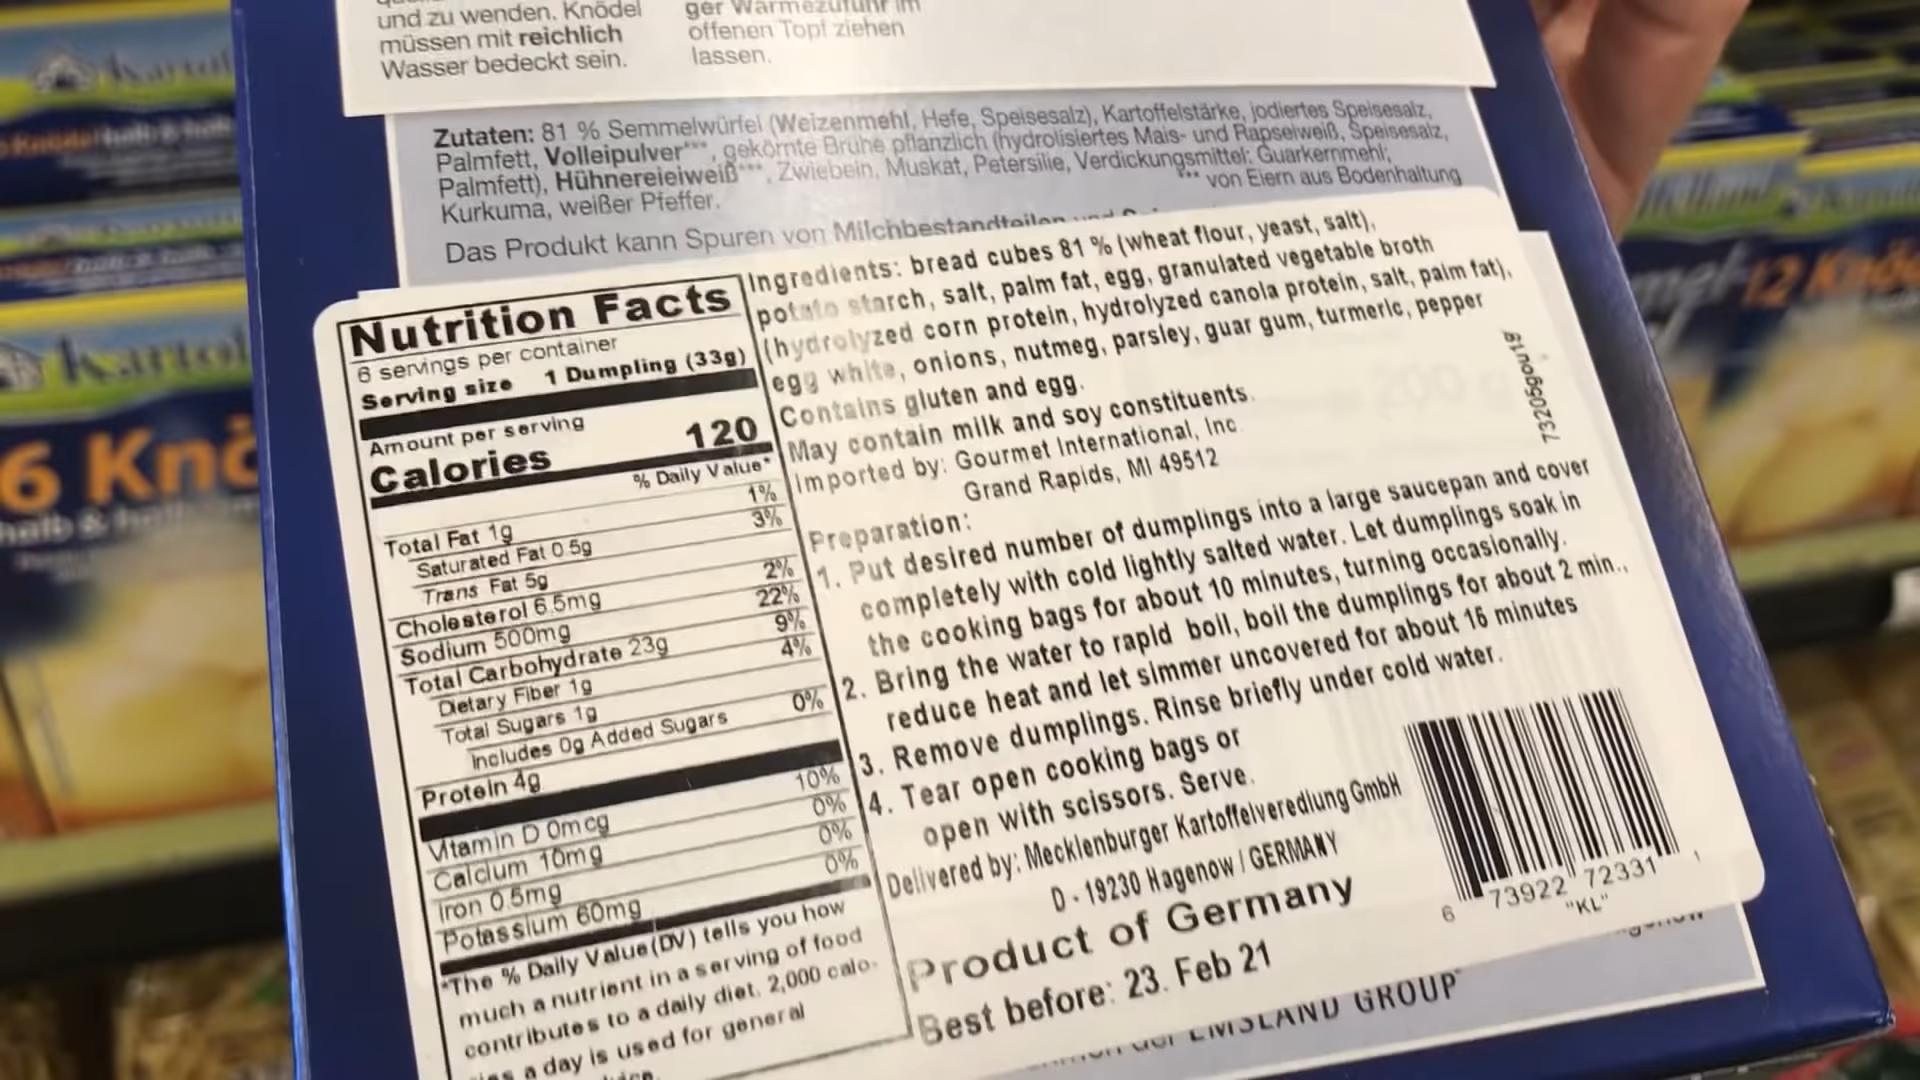 und zu wenden. Knödel
müssen mit reichlich
Wasser bedeckt sein.
ger Wärmezufuhr im
offenen Topf ziehen
lassen.
Zutaten: 81 % Semmelwürfel (Weizenmehl, Hefe, Speisesalz), Kartoffelstärke, jodiertes Speisesalz,
Palmfett, Volleipulver***, gekörnte Brühe pflanzlich (hydrolisiertes Mais- und Rapseiweiß, Speisesalz,
Palmfett), Hühnereieiweiß***, Zwiebein, Muskat, Petersilie, Verdickungsmittel: Guarkernmehl;
Kurkuma, weißer Pfeffer.
*** von Eiern aus Bodenhaltung
Das Produkt kann Spuren von Milchbestandteilen und
Nutrition Facts
6 servings per container
Serving size 1 Dumpling (33g)
Amount per serving
Calories 120
% Daily Value*
Total Fat 1g 1%
Saturated Fat 0.5g 3%
Trans Fat 5g
Cholesterol 6.5mg 2%
Sodium 500mg 22%
Total Carbohydrate 23g 9%
Dietary Fiber 1g 4%
Total Sugars 1g
Includes 0g Added Sugars 0%
Protein 4g
Vitamin D 0mcg 10%
Calcium 10mg 0%
Iron 0.5mg 0%
Potassium 60mg 0%
*The % Daily Value (DV) tells you how
much a nutrient in a serving of food
contributes to a daily diet. 2,000 calo-
a day is used for general
Ingredients: bread cubes 81 % (wheat flour, yeast, salt),
potato starch, salt, palm fat, egg, granulated vegetable broth
(hydrolyzed corn protein, hydrolyzed canola protein, salt, palm fat),
egg white, onions, nutmeg, parsley, guar gum, turmeric, pepper
Contains gluten and egg.
May contain milk and soy constituents.
Imported by: Gourmet International, Inc.
Grand Rapids, MI 49512
73205gou19
Preparation:
1. Put desired number of dumplings into a large saucepan and cover
completely with cold lightly salted water. Let dumplings soak in
the cooking bags for about 10 minutes, turning occasionally.
2. Bring the water to rapid boil, boil the dumplings for about 2 min.,
reduce heat and let simmer uncovered for about 15 minutes
3. Remove dumplings. Rinse briefly under cold water.
4. Tear open cooking bags or
open with scissors. Serve.
Delivered by: Mecklenburger Kartoffelveredlung GmbH
D - 19230 Hagenow / GERMANY
Product of Germany
Best before: 23. Feb 21
6 73922 72331 1
"KL"
EMSLAND GROUP
6 Knö
halb & halb
12 Knöd